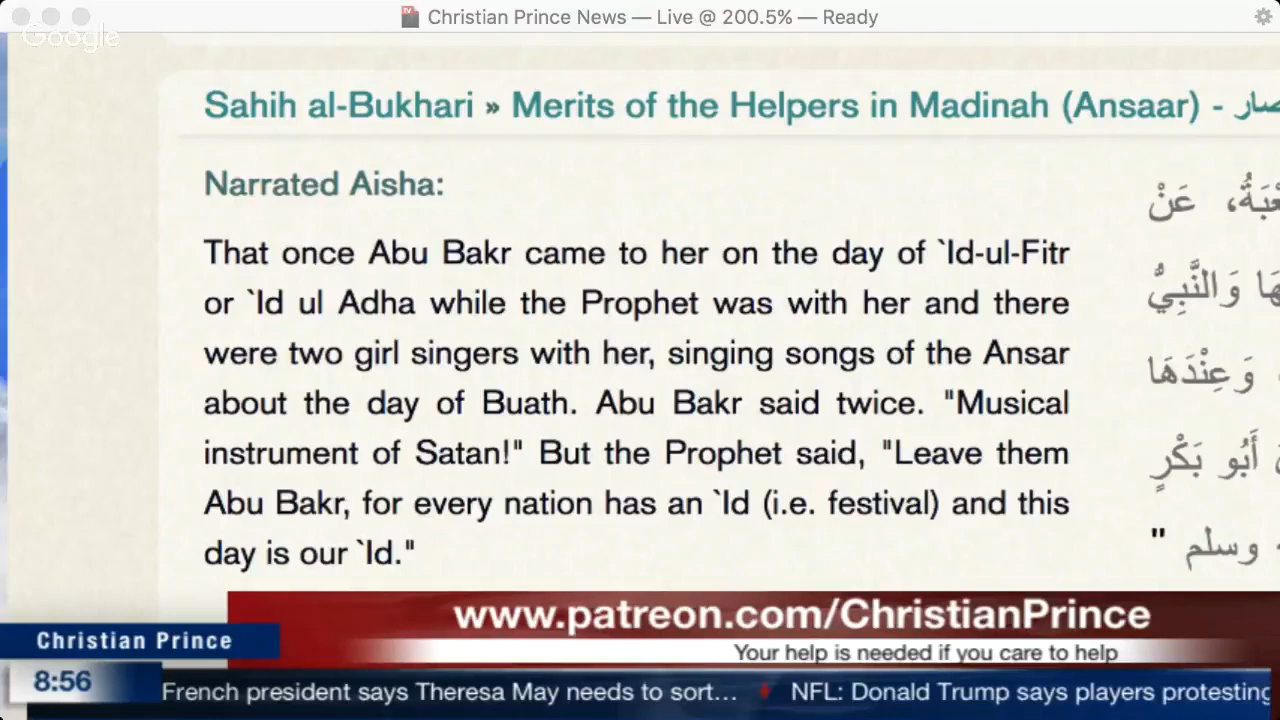 Christian Prince News — Live @ 200.5% — Ready
Google
Sahih al-Bukhari » Merits of the Helpers in Madinah (Ansaar) -
Narrated Aisha:
That once Abu Bakr came to her on the day of `Id-ul-Fitr
or `Id ul Adha while the Prophet was with her and there
were two girl singers with her, singing songs of the Ansar
about the day of Buath. Abu Bakr said twice. "Musical
instrument of Satan!" But the Prophet said, "Leave them
Abu Bakr, for every nation has an `Id (i.e. festival) and this
day is our `Id."
عَنْ
وَالنَّبِيُّ
وَعِنْدَهَا
أَبُو بَكْرٍ
وسلم "
www.patreon.com/ChristianPrince
Your help is needed if you care to help
Christian Prince
8:56
French president says Theresa May needs to sort... NFL: Donald Trump says players protesting